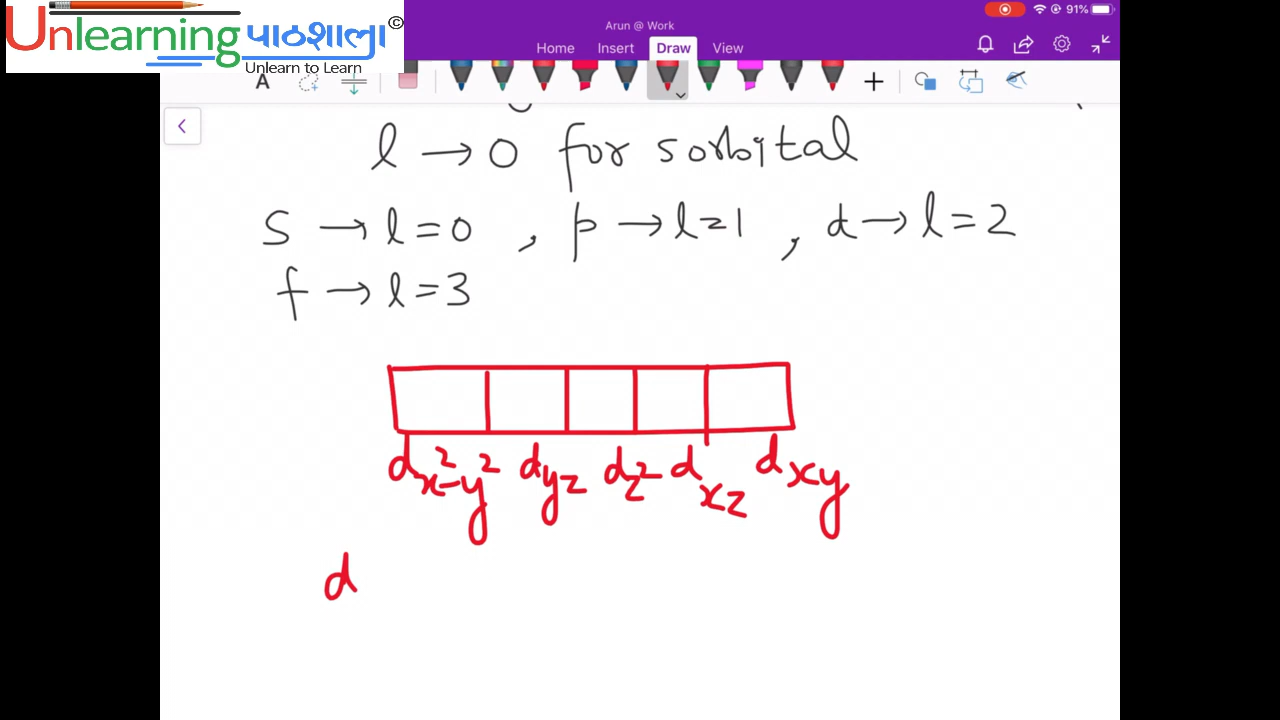 Unlearning पाठशाला ©
Unlearn to Learn
Arun @ Work
91%
Home Insert Draw View
A
l → 0 for s orbital
S → l = 0 , p → l = 1 , d → l = 2
f → l = 3
dx²-y² dyz dz² dxz dxy
d